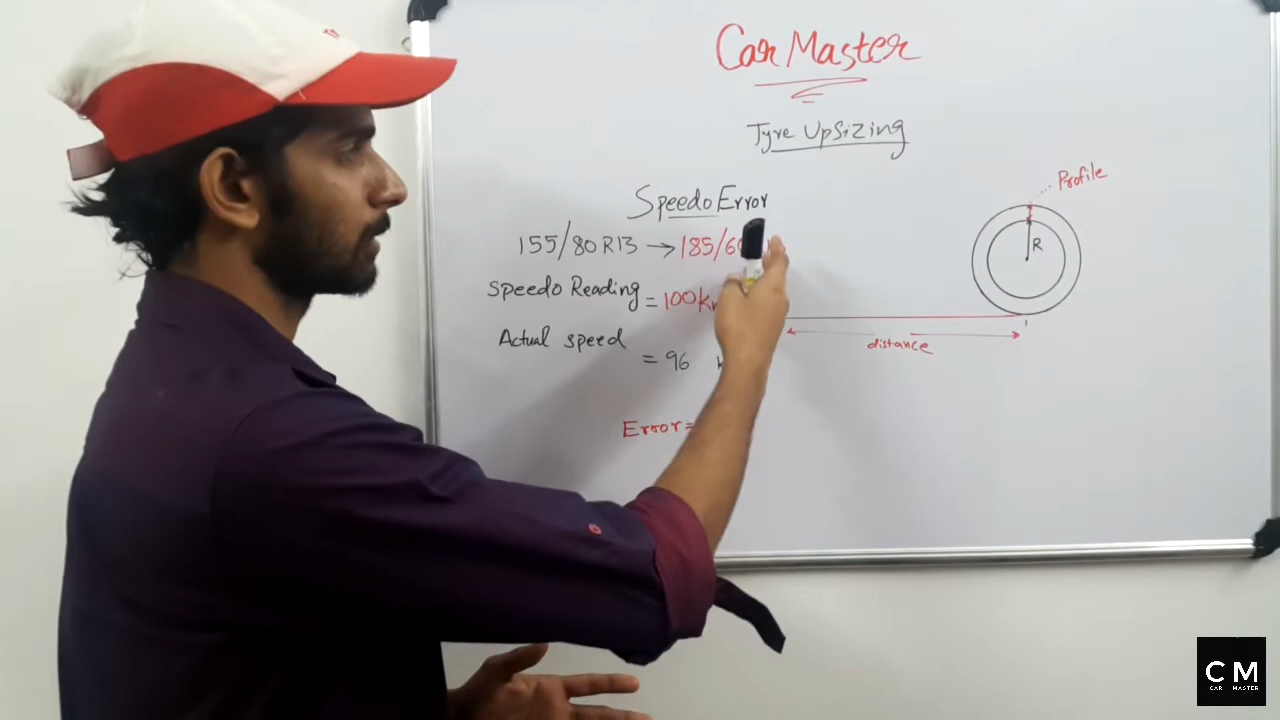 Car Master
Tyre UpSizing
Profile
Speedo Error
155/80 R13 → 185/60
R
Speedo Reading = 100k
distance
Actual speed = 96 k
Error=
CM
CAR MASTER